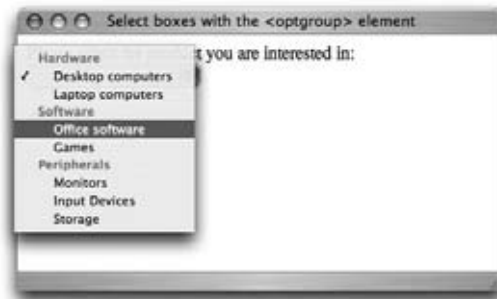 Select boxes with the <optgroup> element
you are interested in:
Hardware
✓ Desktop computers
Laptop computers
Software
Office software
Games
Peripherals
Monitors
Input Devices
Storage